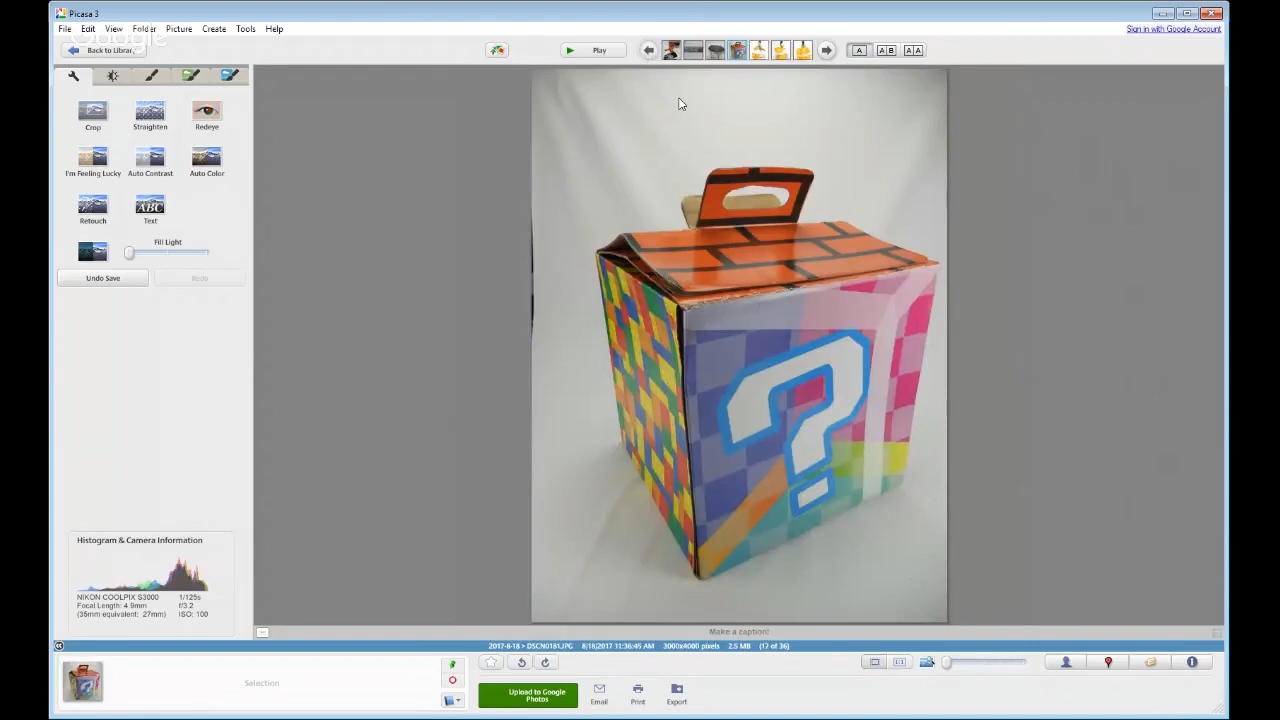 Picasa 3
File Edit View Folder Picture Create Tools Help
Sign in with Google Account
Google
Back to Library
Play
A
A B
A A
Crop
Straighten
Redeye
I'm Feeling Lucky
Auto Contrast
Auto Color
Retouch
ABC
Text
Fill Light
Undo Save
Redo
?
Histogram & Camera Information
NIKON COOLPIX S3000 1/125s
Focal Length: 4.9mm f/3.2
(35mm equivalent: 27mm) ISO: 100
Make a caption!
2017-8-18 > DSCN0181.JPG 8/18/2017 11:36:45 AM 3000x4000 pixels 2.5 MB (17 of 36)
Selection
1:1
Upload to Google
Photos
Email
Print
Export